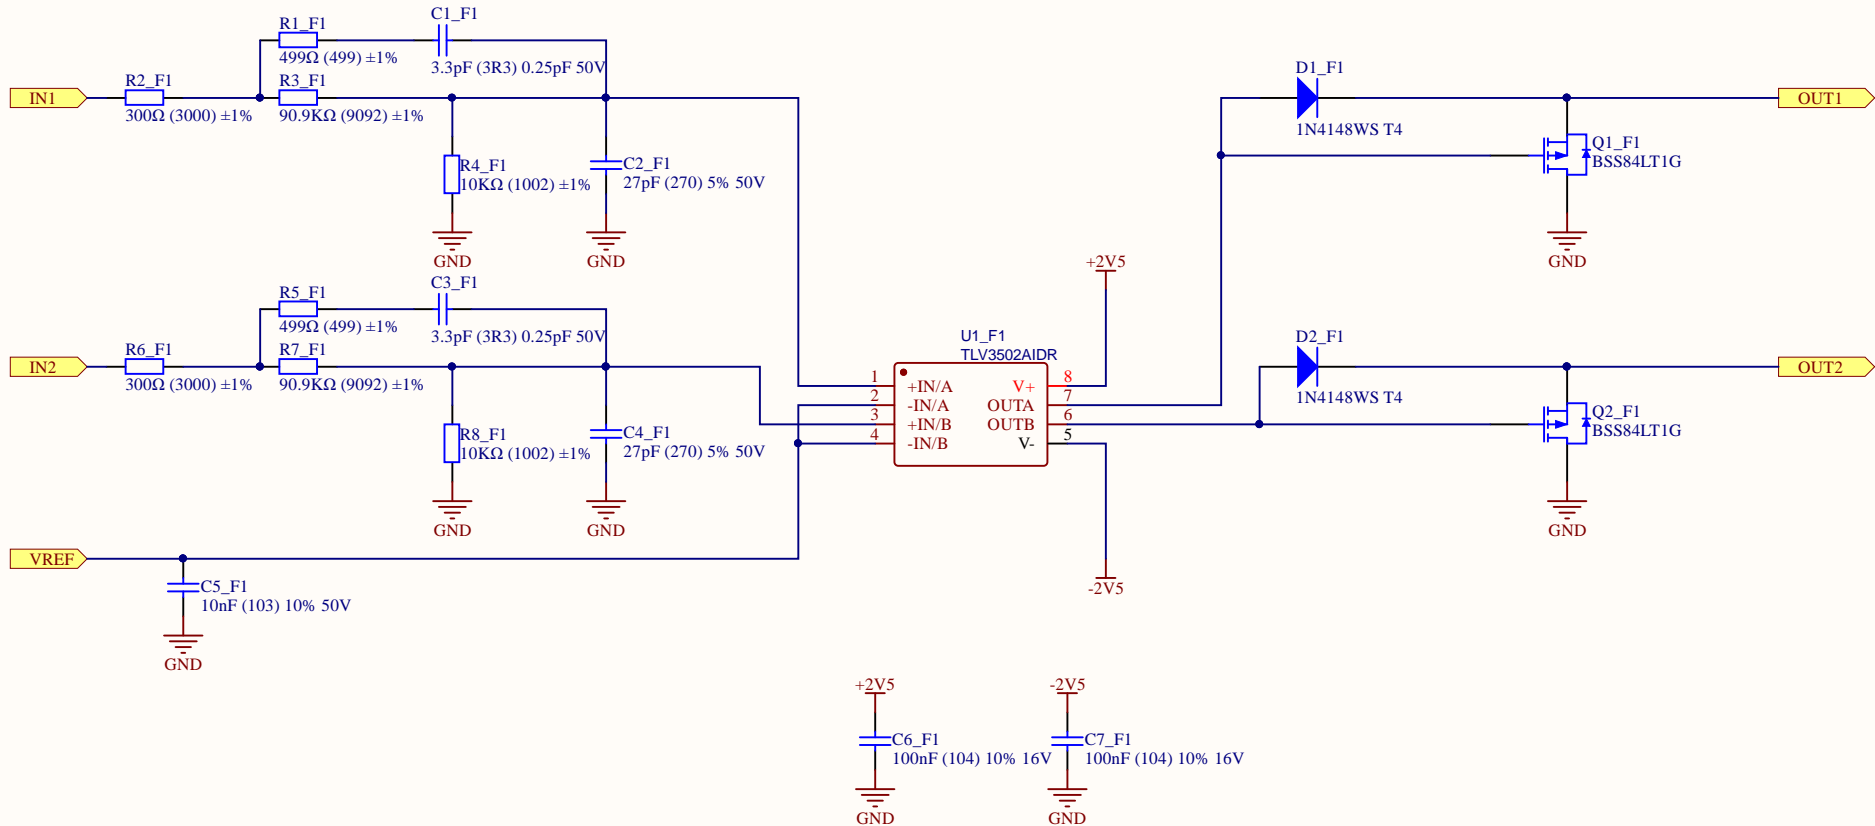 R1_F1
499Ω (499) ±1%
C1_F1
3.3pF (3R3) 0.25pF 50V
IN1
R2_F1
300Ω (3000) ±1%
R3_F1
90.9KΩ (9092) ±1%
R4_F1
10KΩ (1002) ±1%
GND
C2_F1
27pF (270) 5% 50V
GND
D1_F1
1N4148WS T4
OUT1
Q1_F1
BSS84LT1G
GND
R5_F1
499Ω (499) ±1%
C3_F1
3.3pF (3R3) 0.25pF 50V
IN2
R6_F1
300Ω (3000) ±1%
R7_F1
90.9KΩ (9092) ±1%
R8_F1
10KΩ (1002) ±1%
GND
C4_F1
27pF (270) 5% 50V
GND
+2V5
U1_F1
TLV3502AIDR
1 +IN/A V+ 8
2 -IN/A OUTA 7
3 +IN/B OUTB 6
4 -IN/B V- 5
-2V5
D2_F1
1N4148WS T4
OUT2
Q2_F1
BSS84LT1G
GND
VREF
C5_F1
10nF (103) 10% 50V
GND
+2V5
C6_F1
100nF (104) 10% 16V
GND
-2V5
C7_F1
100nF (104) 10% 16V
GND